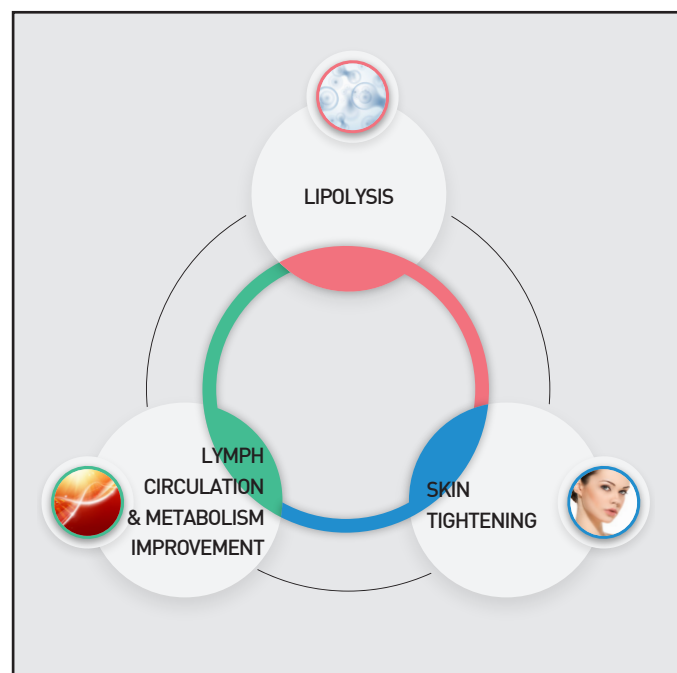 LIPOLYSIS
LYMPH
CIRCULATION
& METABOLISM
IMPROVEMENT
SKIN
TIGHTENING